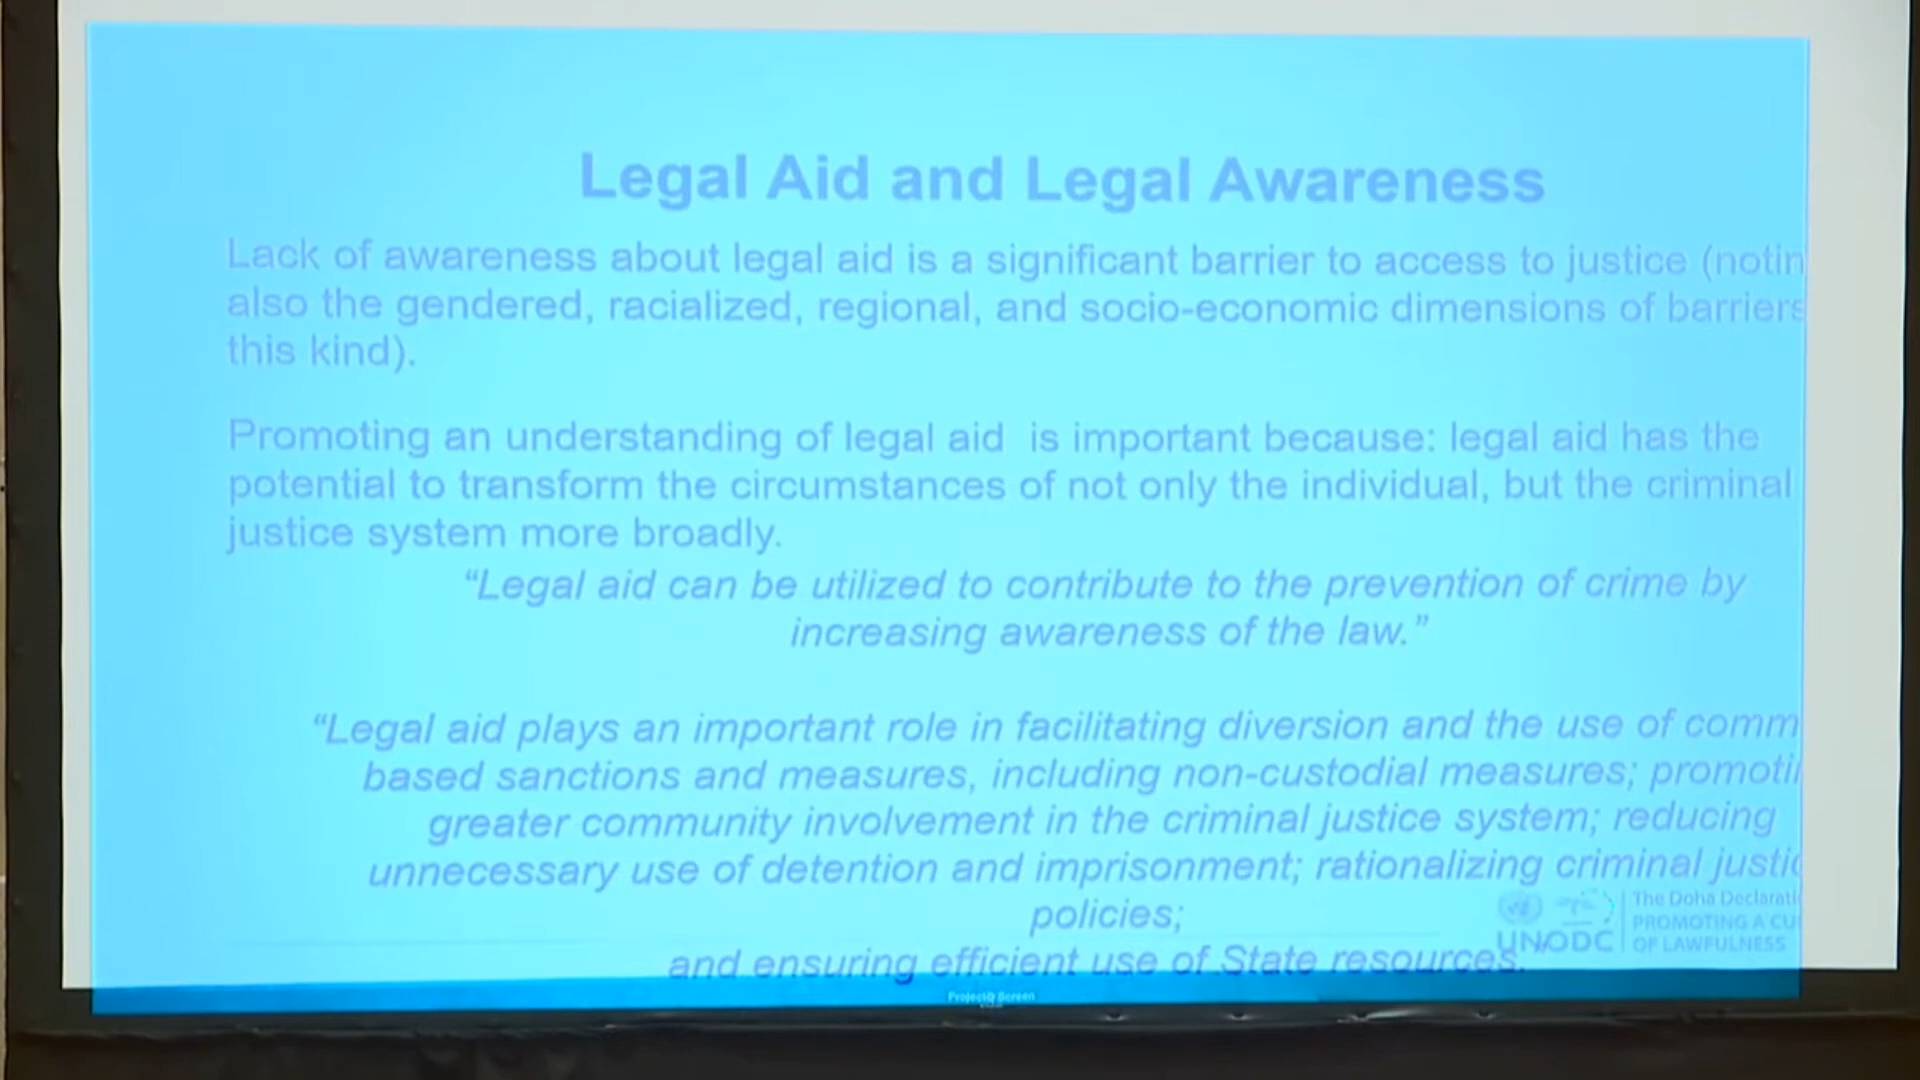 Legal Aid and Legal Awareness
Lack of awareness about legal aid is a significant barrier to access to justice (notin
also the gendered, racialized, regional, and socio-economic dimensions of barriers
this kind).
Promoting an understanding of legal aid is important because: legal aid has the
potential to transform the circumstances of not only the individual, but the criminal
justice system more broadly.
“Legal aid can be utilized to contribute to the prevention of crime by
increasing awareness of the law.”
“Legal aid plays an important role in facilitating diversion and the use of comm
based sanctions and measures, including non-custodial measures; promoti
greater community involvement in the criminal justice system; reducing
unnecessary use of detention and imprisonment; rationalizing criminal justic
policies;
and ensuring efficient use of State resources.
UNODC
The Doha Declarati
PROMOTING A CU
OF LAWFULNESS
Screen